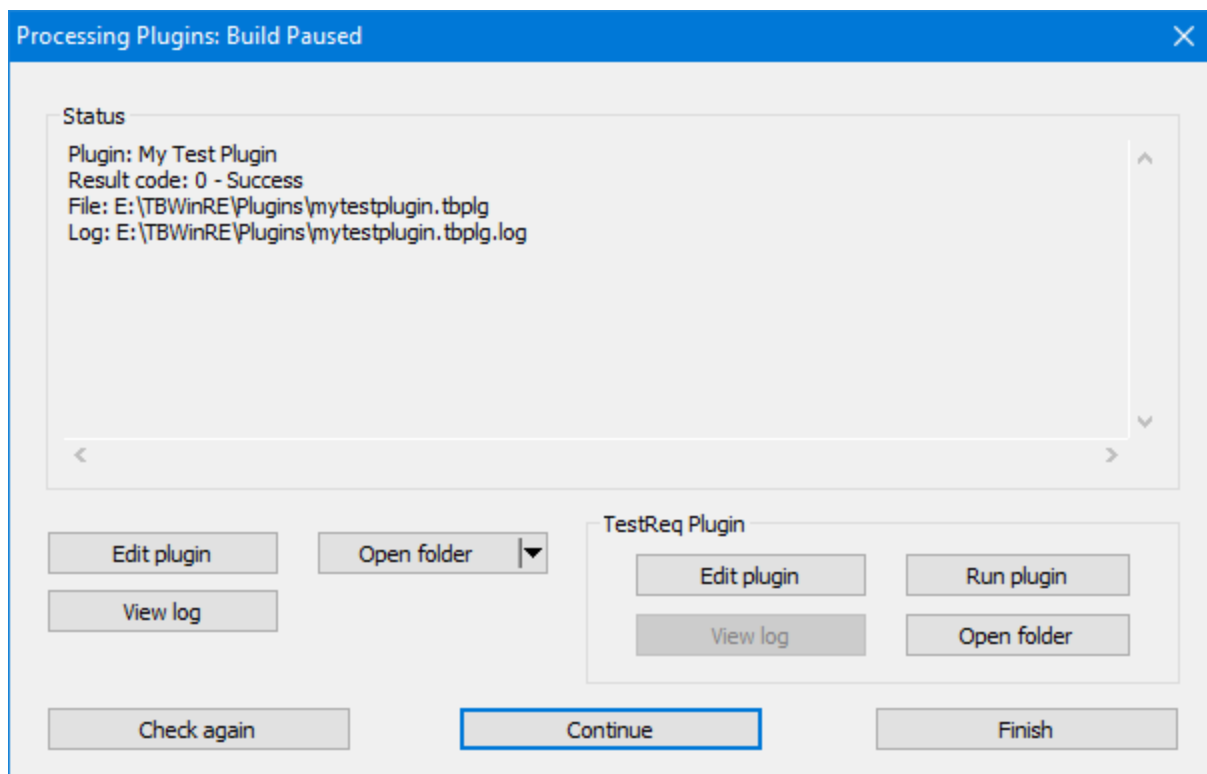 Processing Plugins: Build Paused
Status
Plugin: My Test Plugin
Result code: 0 - Success
File: E:\TBWinRE\Plugins\mytestplugin.tbplg
Log: E:\TBWinRE\Plugins\mytestplugin.tbplg.log
Edit plugin
Open folder
View log
TestReq Plugin
Edit plugin
Run plugin
View log
Open folder
Check again
Continue
Finish